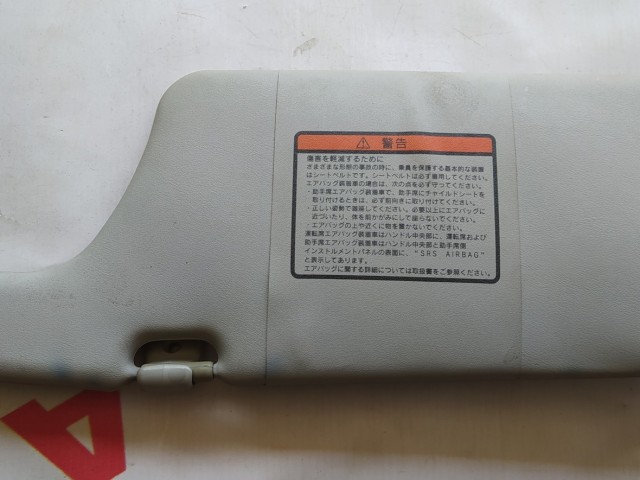 ⚠ 警告
傷害を軽減するために
さまざまな形態の事故の時に、乗員を保護する基本的な装置
はシートベルトです。シートベルトは必ず着用してください。
エアバッグ装着車の場合は、次の点を必ず守ってください。
・助手席エアバッグ装着車で、助手席にチャイルドシートを
取り付けるときは、必ず前向きに取り付けてください。
・正しい姿勢で着座してください。必要以上にエアバッグに
近づいたり、体を前かがみにして座らないでください。
・エアバッグの上や近くに物を置かないでください。
運転席エアバッグ装着車はハンドル中央部に、運転席および
助手席エアバッグ装着車はハンドル中央部と助手席側
インストルメントパネルの表面に、"SRS AIRBAG"
と表示してあります。
エアバッグに関する詳細については取扱書をご参照ください。
A